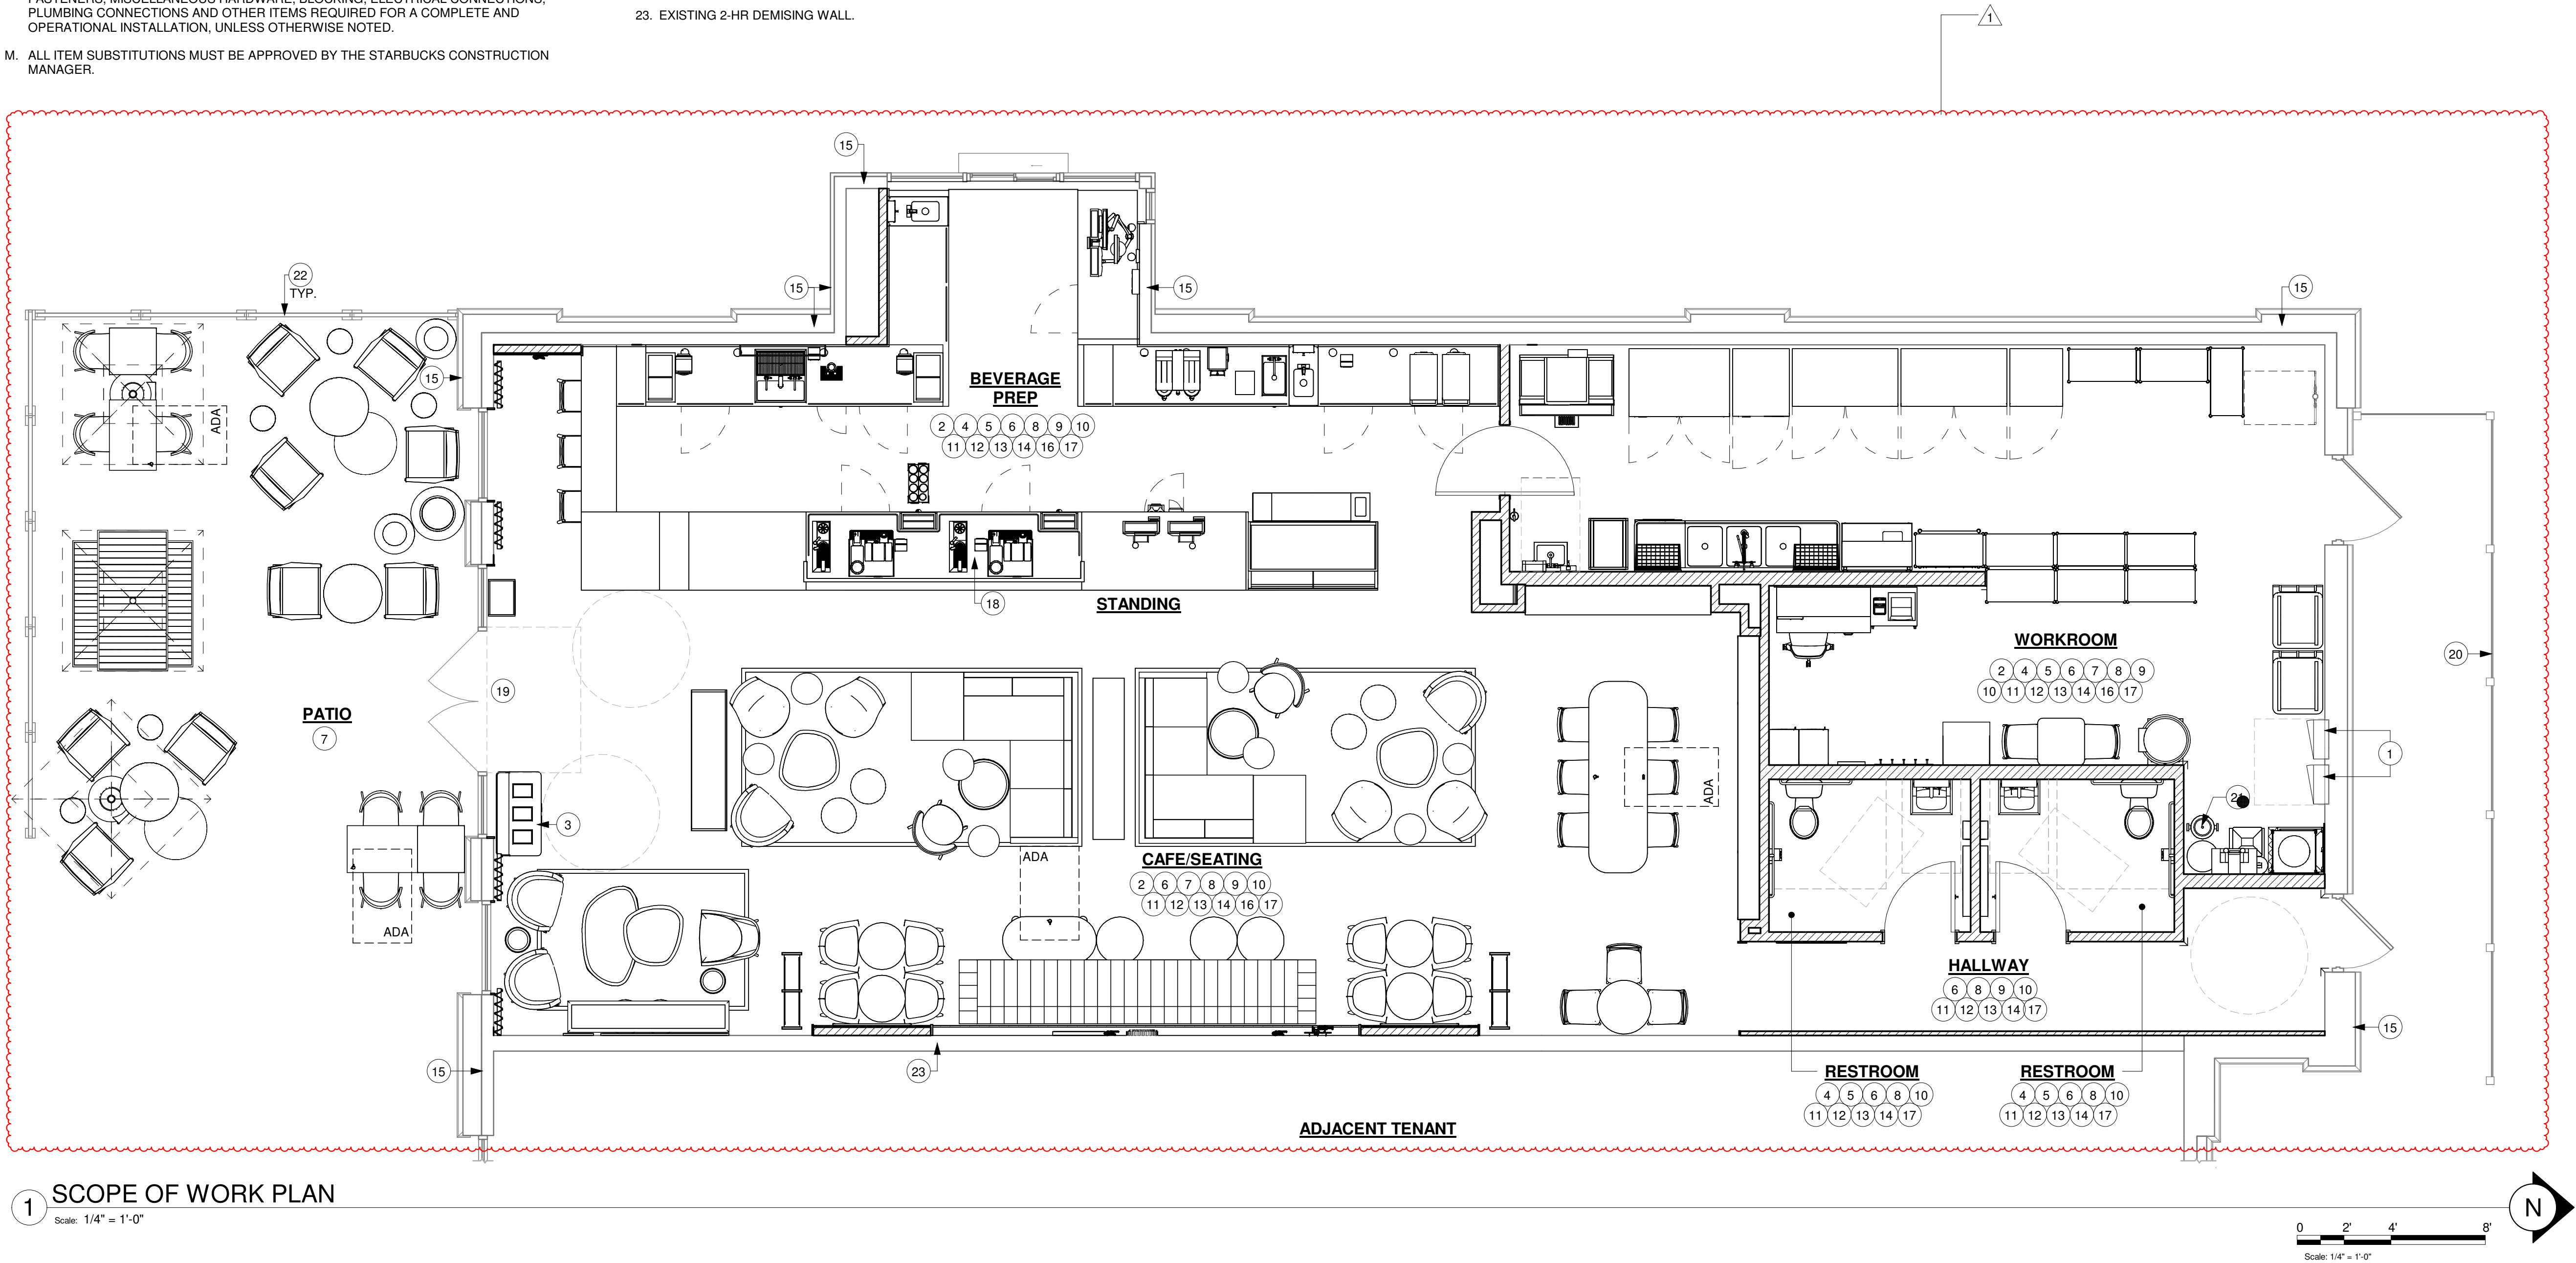 FASTENERS, MISCELLANEOUS HARDWARE, BLOCKING, ELECTRICAL CONNECTIONS,
PLUMBING CONNECTIONS AND OTHER ITEMS REQUIRED FOR A COMPLETE AND
OPERATIONAL INSTALLATION, UNLESS OTHERWISE NOTED.
M. ALL ITEM SUBSTITUTIONS MUST BE APPROVED BY THE STARBUCKS CONSTRUCTION
MANAGER.
23. EXISTING 2-HR DEMISING WALL.
1
15
22
TYP.
15
15
15
15
ADA
BEVERAGE
PREP
2 4 5 6 8 9 10
11 12 13 14 16 17
18
STANDING
WORKROOM
2 4 5 6 7 8 9
10 11 12 13 14 16 17
20
19
PATIO
7
1
ADA
3
CAFE/SEATING
2 6 7 8 9 10
11 12 13 14 16 17
ADA
ADA
HALLWAY
6 8 9 10
11 12 13 14 17
15
15
23
RESTROOM
4 5 6 8 10
11 12 13 14 17
RESTROOM
4 5 6 8 10
11 12 13 14 17
ADJACENT TENANT
1 SCOPE OF WORK PLAN
Scale: 1/4" = 1'-0"
N
0 2' 4' 8'
Scale: 1/4" = 1'-0"